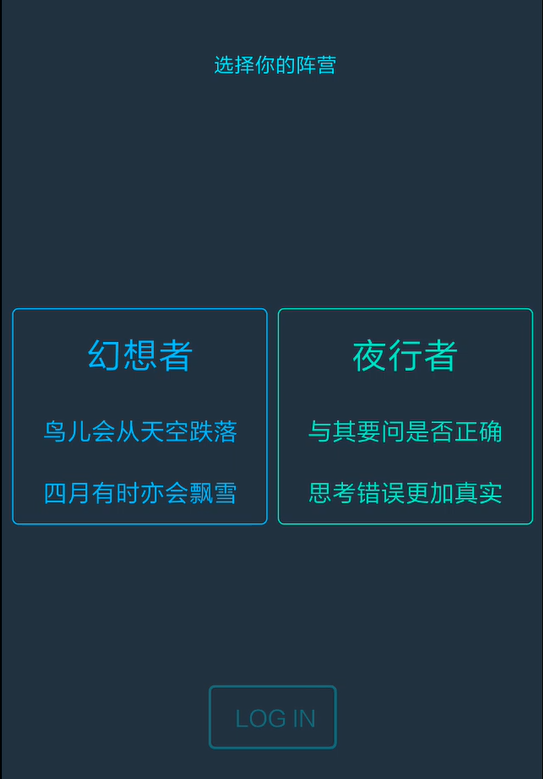 选择你的阵营
幻想者
鸟儿会从天空跌落
四月有时亦会飘雪
夜行者
与其要问是否正确
思考错误更加真实
LOG IN